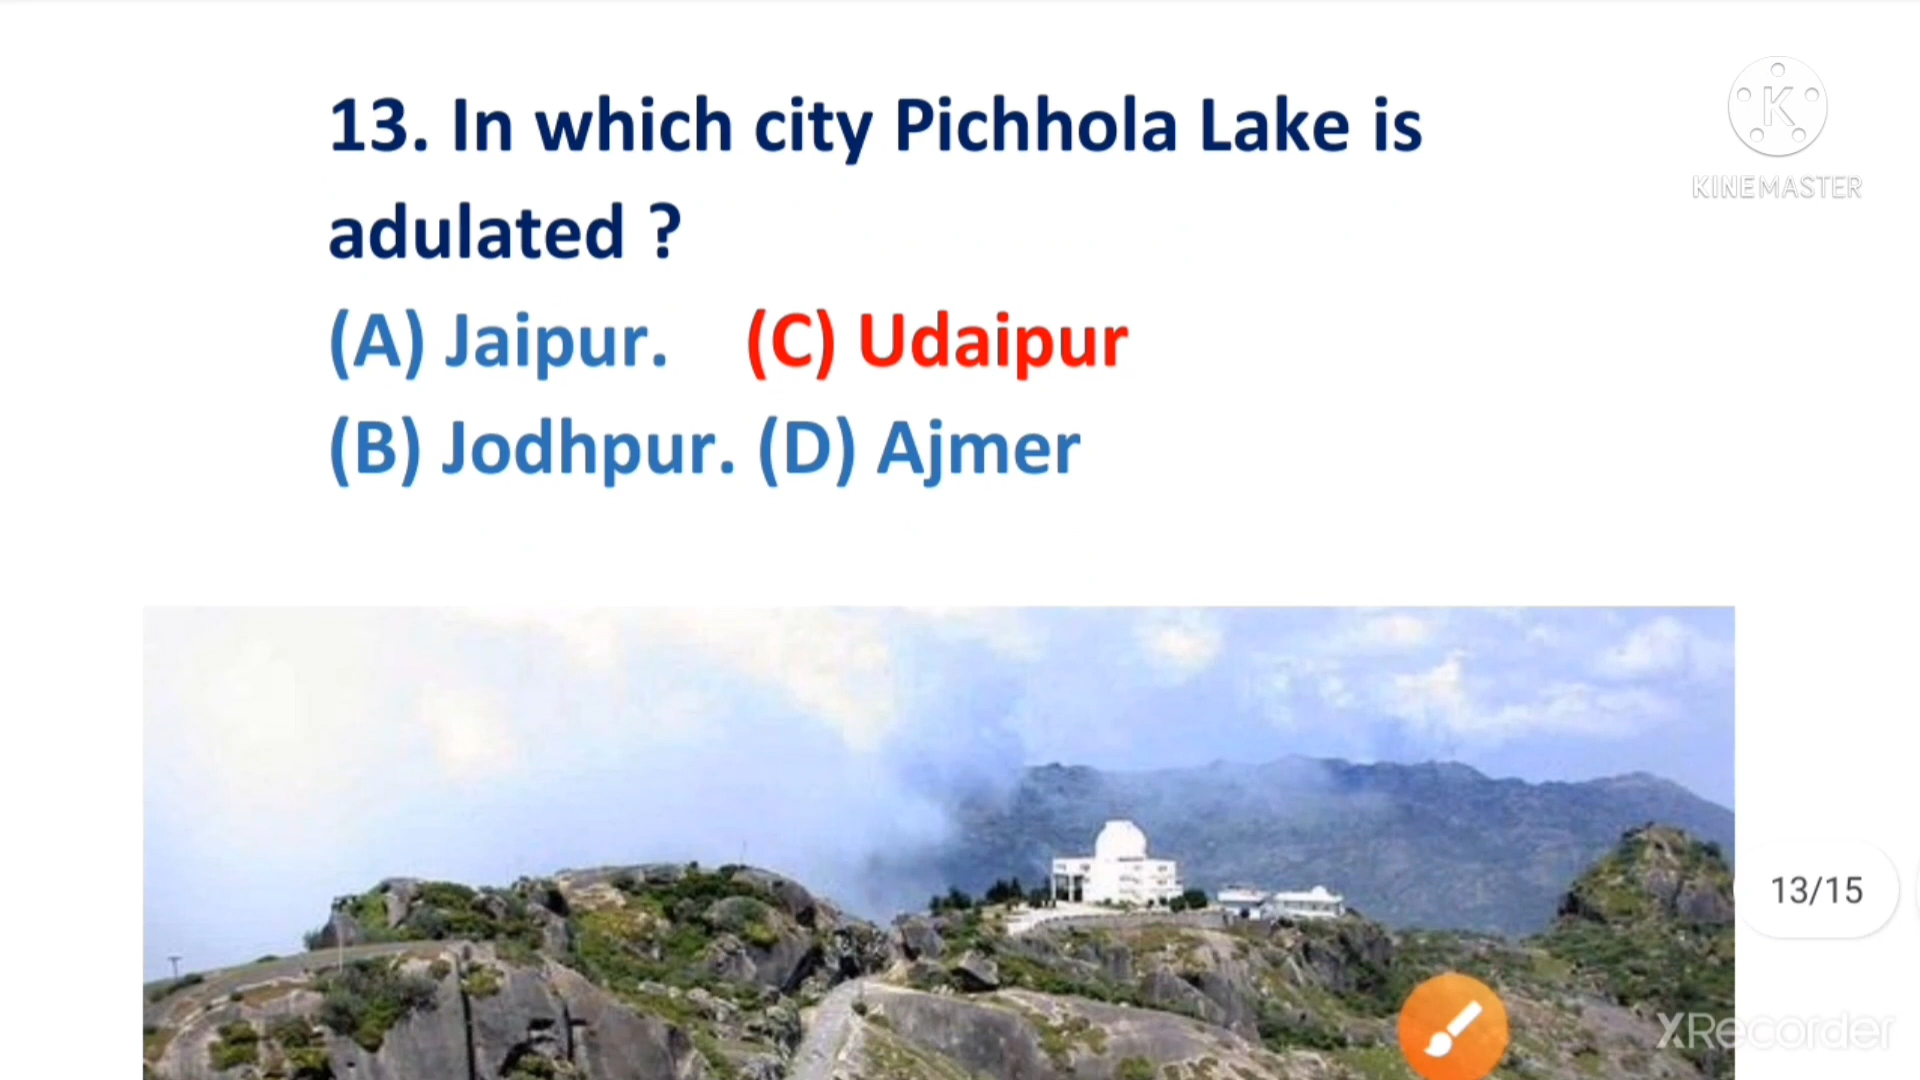 13. In which city Pichhola Lake is
adulated ?
(A) Jaipur. (C) Udaipur
(B) Jodhpur. (D) Ajmer
K
KINEMASTER
13/15
XRecorder